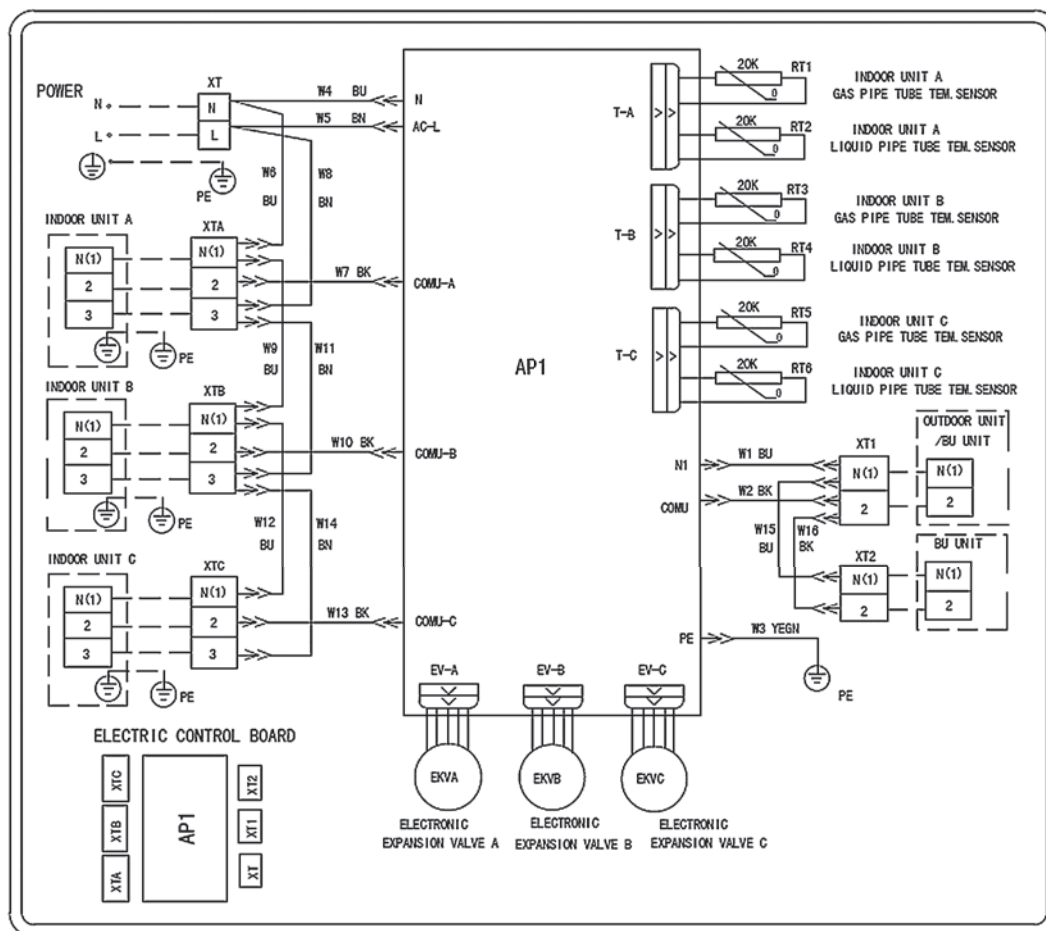 POWER
N
L
PE
XT
N
L
W4 BU
W5 BN
N
AC-L
W6
BU
W8
BN
INDOOR UNIT A
N(1)
2
3
XTA
N(1)
2
3
PE
W7 BK
COMU-A
W9
BU
W11
BN
INDOOR UNIT B
N(1)
2
3
XTB
N(1)
2
3
PE
W10 BK
COMU-B
W12
BU
W14
BN
INDOOR UNIT C
N(1)
2
3
XTC
N(1)
2
3
PE
W13 BK
COMU-C
AP1
T-A
20K
RT1
0
INDOOR UNIT A
GAS PIPE TUBE TEM.SENSOR
20K
RT2
0
INDOOR UNIT A
LIQUID PIPE TUBE TEM.SENSOR
T-B
20K
RT3
0
INDOOR UNIT B
GAS PIPE TUBE TEM.SENSOR
20K
RT4
0
INDOOR UNIT B
LIQUID PIPE TUBE TEM.SENSOR
T-C
20K
RT5
0
INDOOR UNIT C
GAS PIPE TUBE TEM.SENSOR
20K
RT6
0
INDOOR UNIT C
LIQUID PIPE TUBE TEM.SENSOR
N1
W1 BU
COMU
W2 BK
XT1
N(1)
2
OUTDOOR UNIT
/BU UNIT
N(1)
2
W15
BU
W16
BK
XT2
N(1)
2
BU UNIT
N(1)
2
PE
W3 YEGN
PE
EV-A
EV-B
EV-C
EKVA
EKVB
EKVC
ELECTRONIC
EXPANSION VALVE A
ELECTRONIC
EXPANSION VALVE B
ELECTRONIC
EXPANSION VALVE C
ELECTRIC CONTROL BOARD
XTC
XTB
XTA
AP1
XT2
XT1
XT